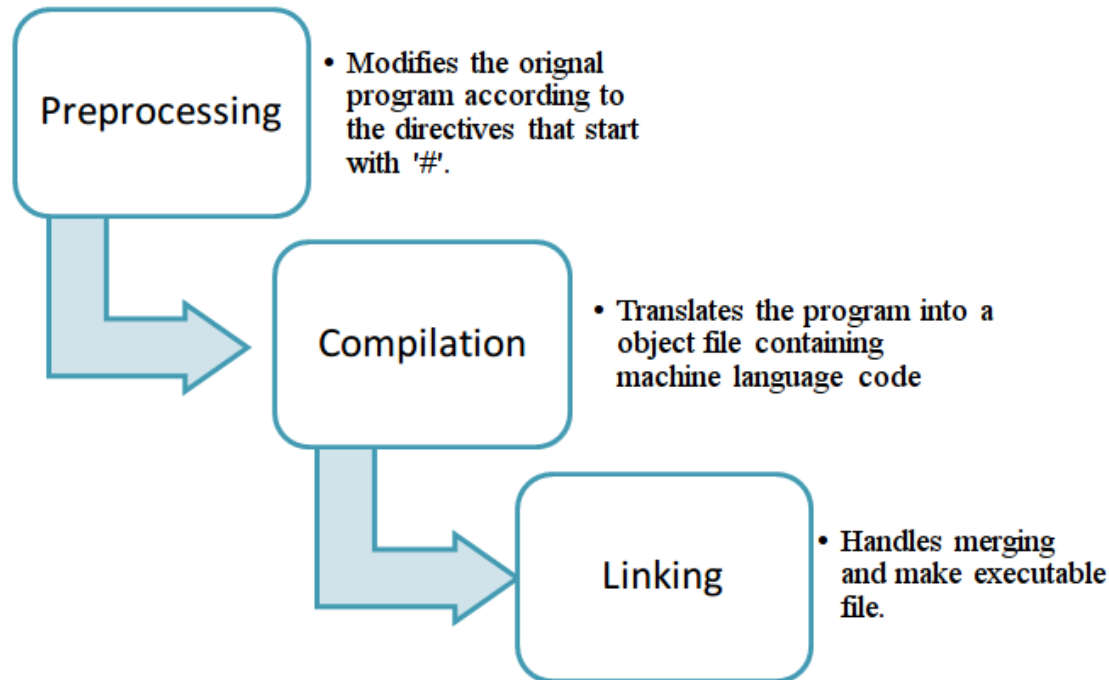 Preprocessing
• Modifies the orignal
program according to
the directives that start
with '#'.
Compilation
• Translates the program into a
object file containing
machine language code
Linking
• Handles merging
and make executable
file.